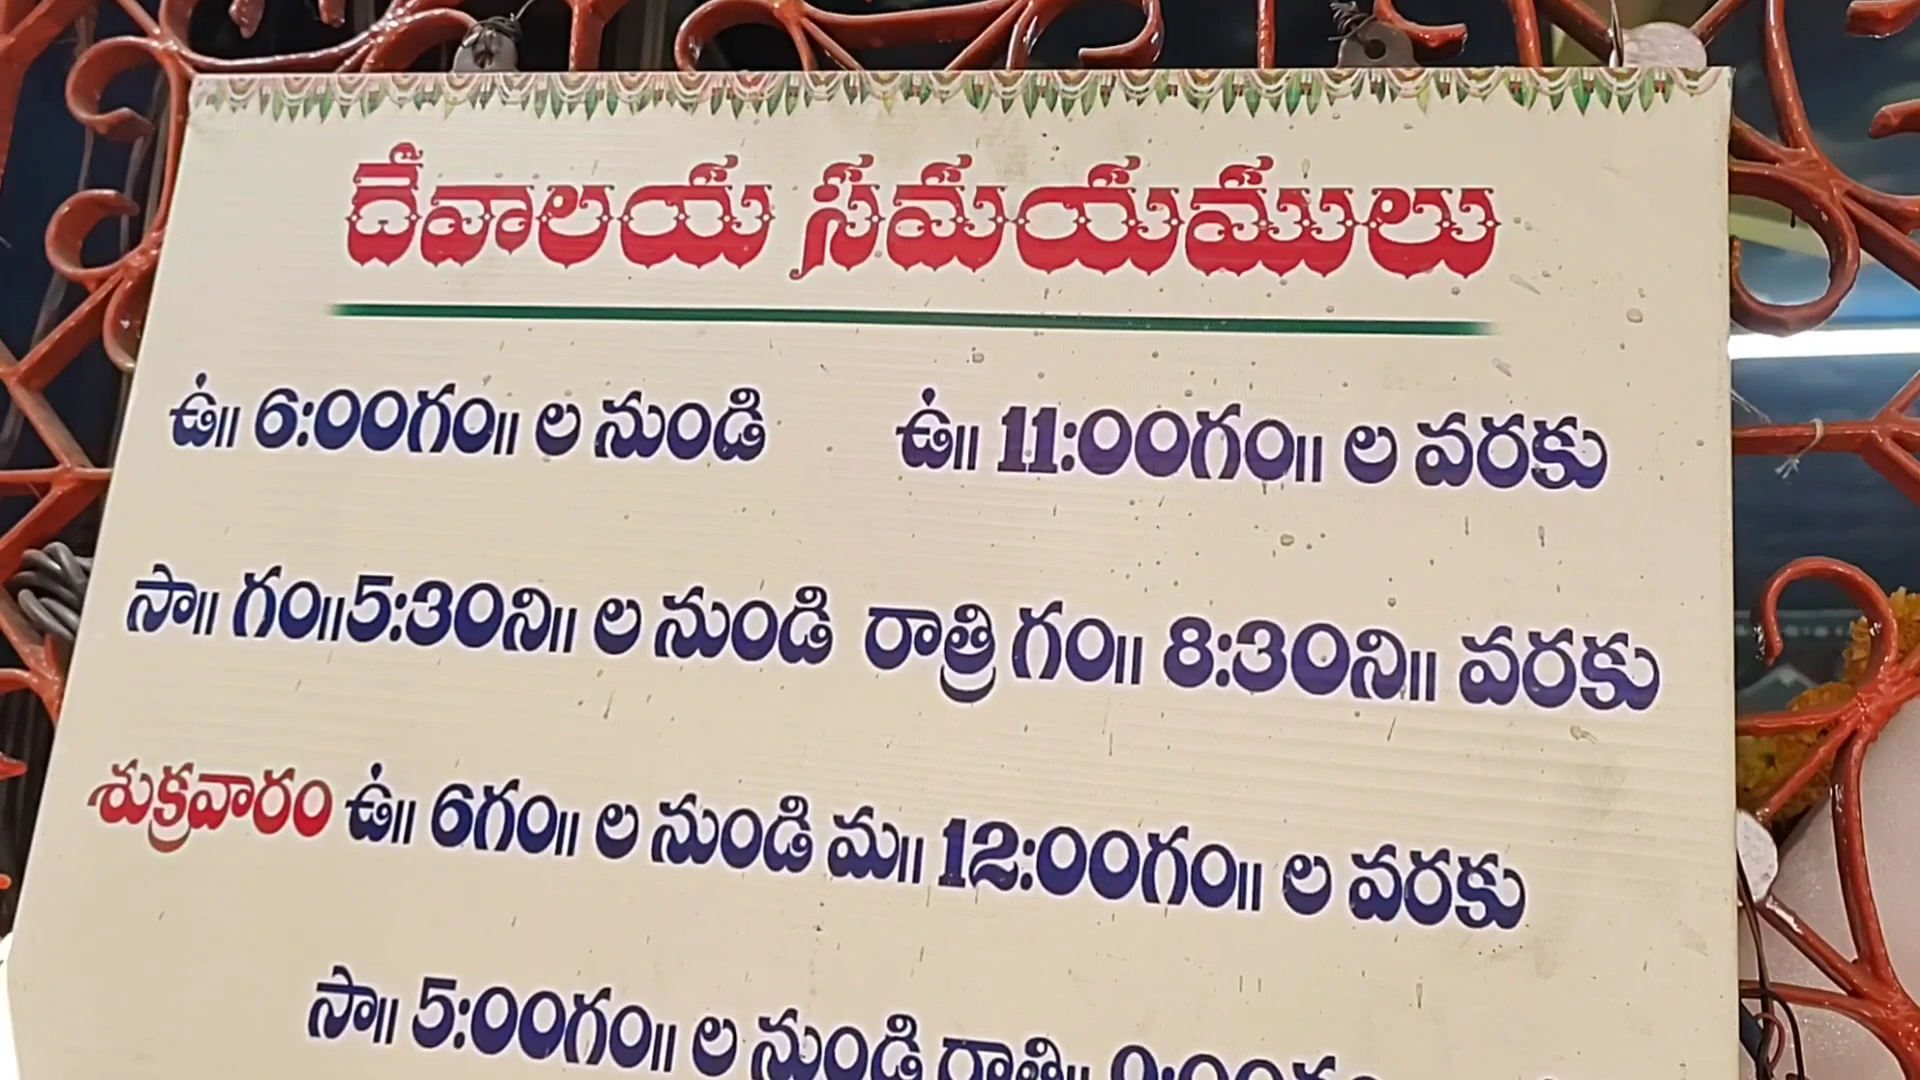 దేవాలయ సమయములు
ఉ॥ 6:00గం॥ ల నుండి ఉ॥ 11:00గం॥ ల వరకు
సా॥ గం॥5:30ని॥ ల నుండి రాత్రి గం॥ 8:30ని॥ వరకు
శుక్రవారం ఉ॥ 6గం॥ ల నుండి మ॥ 12:00గం॥ ల వరకు
సా॥ 5:00గం॥ ల నుండి రాత్రి॥